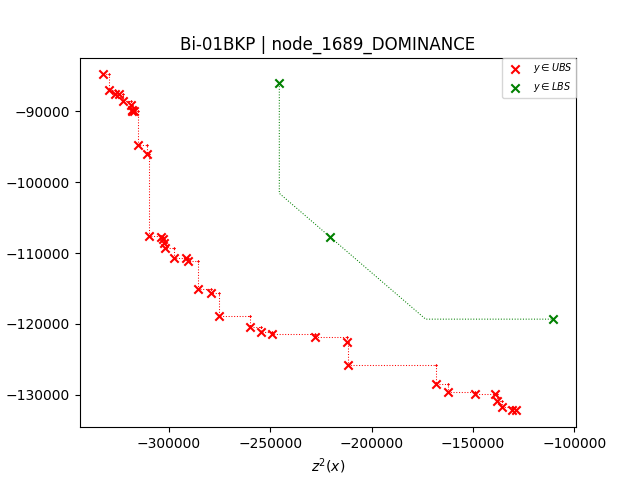 Bi-01BKP | node_1689_DOMINANCE
y ∈ UBS
y ∈ LBS
−90000
−100000
−110000
−120000
−130000
−300000 −250000 −200000 −150000 −100000
z²(x)